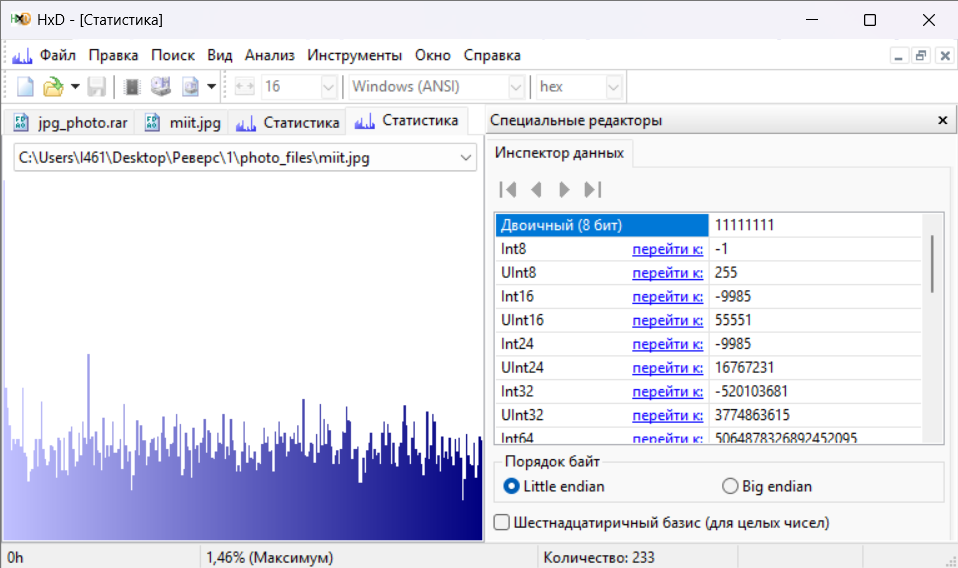 HxD - [Статистика]
Файл Правка Поиск Вид Анализ Инструменты Окно Справка
16 Windows (ANSI) hex
jpg_photo.rar miit.jpg Статистика Статистика
Специальные редакторы
C:\Users\I461\Desktop\Реверс\1\photo_files\miit.jpg
Инспектор данных
Двоичный (8 бит) 11111111
Int8 перейти к: -1
UInt8 перейти к: 255
Int16 перейти к: -9985
UInt16 перейти к: 55551
Int24 перейти к: -9985
UInt24 перейти к: 16767231
Int32 перейти к: -520103681
UInt32 перейти к: 3774863615
Int64 перейти к: 5064878326892452095
Порядок байт
Little endian Big endian
Шестнадцатиричный базис (для целых чисел)
0h 1,46% (Максимум) Количество: 233